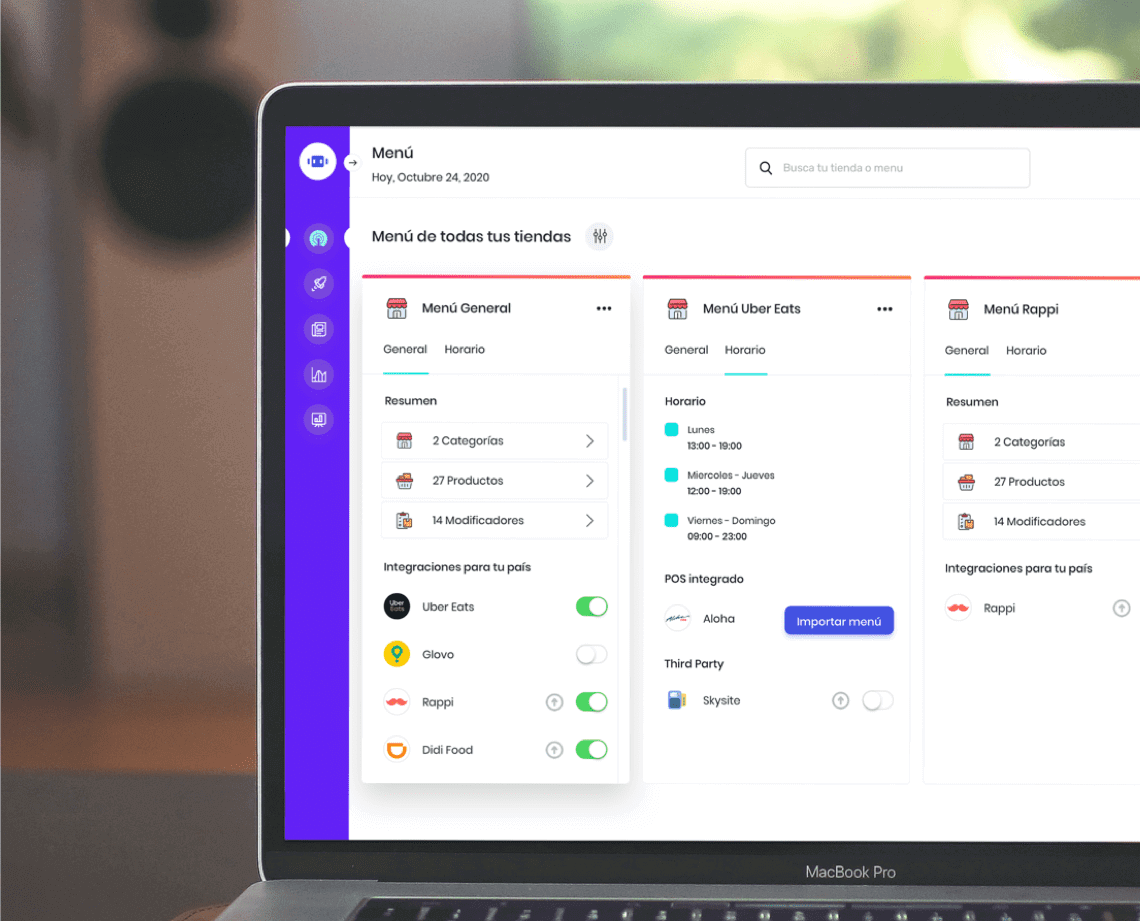 Menú
Hoy, Octubre 24, 2020
Busca tu tienda o menu
Menú de todas tus tiendas
Menú General
General Horario
Resumen
2 Categorías
27 Productos
14 Modificadores
Integraciones para tu país
Uber Eats
Uber Eats
Glovo
Rappi
Didi Food
Menú Uber Eats
General Horario
Horario
Lunes
13:00 - 19:00
Miercoles - Jueves
12:00 - 19:00
Viernes - Domingo
09:00 - 23:00
POS integrado
Aloha
Aloha
Importar menú
Third Party
Skysite
Menú Rappi
General Horario
Resumen
2 Categorías
27 Productos
14 Modificadores
Integraciones para tu país
Rappi
MacBook Pro